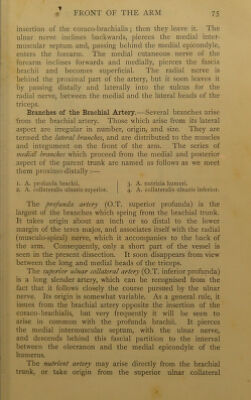 FRONT OF THE ARM 75
insertion of the coraco-brachialis; then they leave it. The
ulnar nerve inclines backwards, pierces the medial inter-
muscular septum and, passing behind the medial epicondyle,
enters the forearm. The medial cutaneous nerve of the
forearm inclines forwards and medially, pierces the fascia
brachii and becomes superficial. The radial nerve is
behind the proximal part of the artery, but it soon leaves it
by passing distally and laterally into the sulcus for the
radial nerve, between the medial and the lateral heads of the
triceps.
Branches of the Brachial Artery.—Several branches arise
from the brachial artery. Those which arise from its lateral
aspect are irregular in number, origin, and size. They are
termed the lateral branches, and are distributed to the muscles
and integument on the front of the arm. The series of
medial branches which proceed from the medial and posterior
aspect of the parent trunk are named as follows as we meet
them proximo-distally:—
1. A. profunda brachii. 3. A. nutricia humeri.
2. A. collateralis ulnaris superior. 4. A. collateralis ulnaris inferior.
The profunda artery (O.T. superior profunda) is the
largest of the branches which spring from the brachial trunk.
It takes origin about an inch or so distal to the lower
margin of the teres major, and associates itself with the radial
(musculo-spiral) nerve, which it accompanies to the back of
the arm. Consequently, only a short part of the vessel is
seen in the present dissection. It soon disappears from view
between the long and medial heads of the triceps.
The superior ulnar collateral artery (O.T. inferior profunda)
is a long slender artery, which can be recognised from the
fact that it follows closely the course pursued by the ulnar
nerve. Its origin is somewhat variable. As a general rule, it
issues from the brachial artery opposite the insertion of the
coraco-brachialis, but very frequently it will be seen to
arise in common with the profunda brachii. It pierces
the medial intermuscular septum, with the ulnar nerve,
and descends behind this fascial partition to the interval
between the olecranon and the medial epicondyle of the
humerus.
The nutrient artery may arise directly from the brachial
trunk, or take origin from the superior ulnar collateral